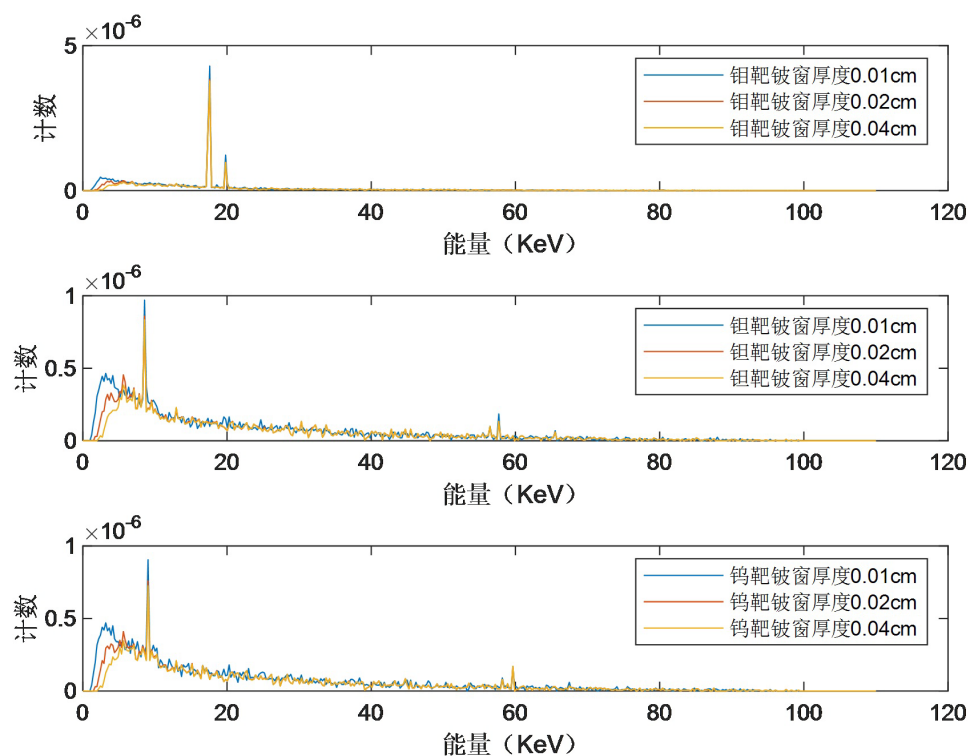 ×10-6
5
0
计数
钼靶铍窗厚度0.01cm
钼靶铍窗厚度0.02cm
钼靶铍窗厚度0.04cm
0 20 40 60 80 100 120
能量（KeV）
×10-6
1
0.5
0
计数
钽靶铍窗厚度0.01cm
钽靶铍窗厚度0.02cm
钽靶铍窗厚度0.04cm
0 20 40 60 80 100 120
能量（KeV）
×10-6
1
0.5
0
计数
钨靶铍窗厚度0.01cm
钨靶铍窗厚度0.02cm
钨靶铍窗厚度0.04cm
0 20 40 60 80 100 120
能量（KeV）